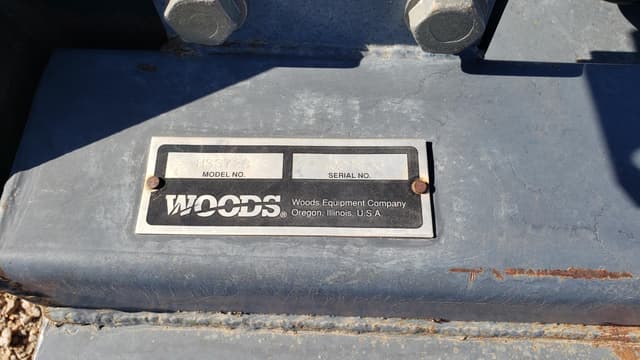 MODEL NO.
SERIAL NO.
WOODS®
Woods Equipment Company
Oregon, Illinois, U.S.A.